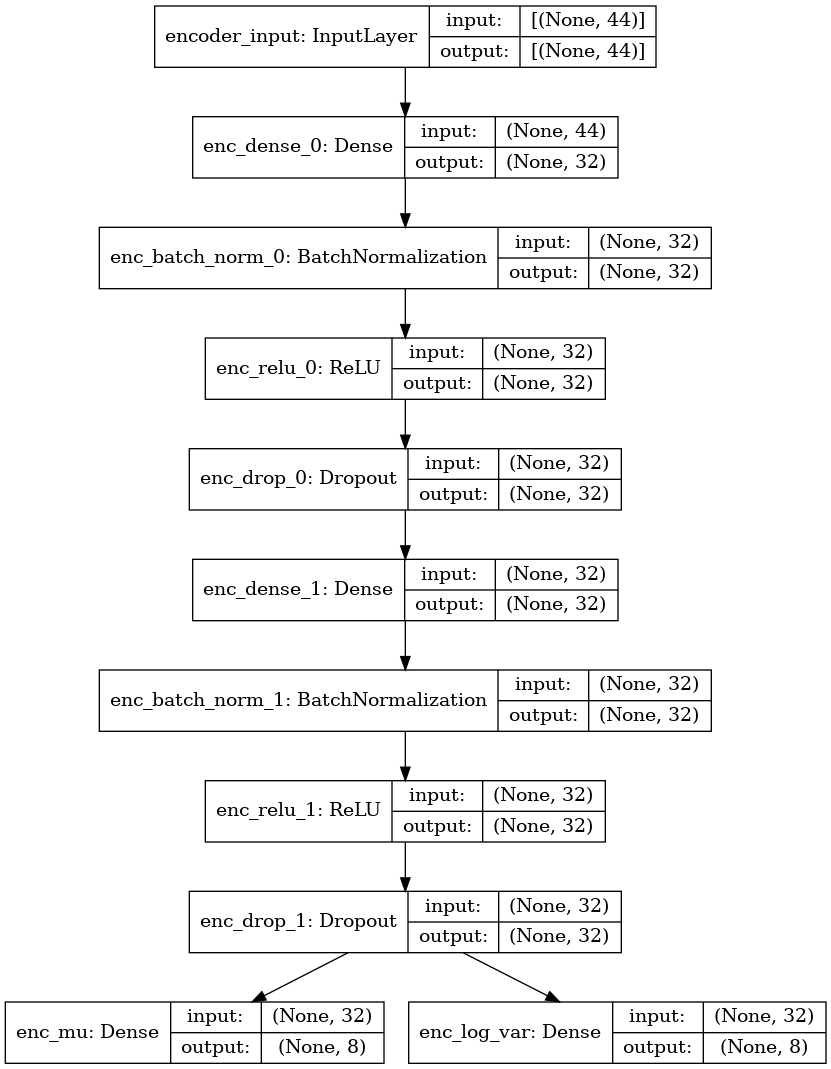 encoder_input: InputLayer
input: [(None, 44)]
output: [(None, 44)]
enc_dense_0: Dense
input: (None, 44)
output: (None, 32)
enc_batch_norm_0: BatchNormalization
input: (None, 32)
output: (None, 32)
enc_relu_0: ReLU
input: (None, 32)
output: (None, 32)
enc_drop_0: Dropout
input: (None, 32)
output: (None, 32)
enc_dense_1: Dense
input: (None, 32)
output: (None, 32)
enc_batch_norm_1: BatchNormalization
input: (None, 32)
output: (None, 32)
enc_relu_1: ReLU
input: (None, 32)
output: (None, 32)
enc_drop_1: Dropout
input: (None, 32)
output: (None, 32)
enc_mu: Dense
input: (None, 32)
output: (None, 8)
enc_log_var: Dense
input: (None, 32)
output: (None, 8)